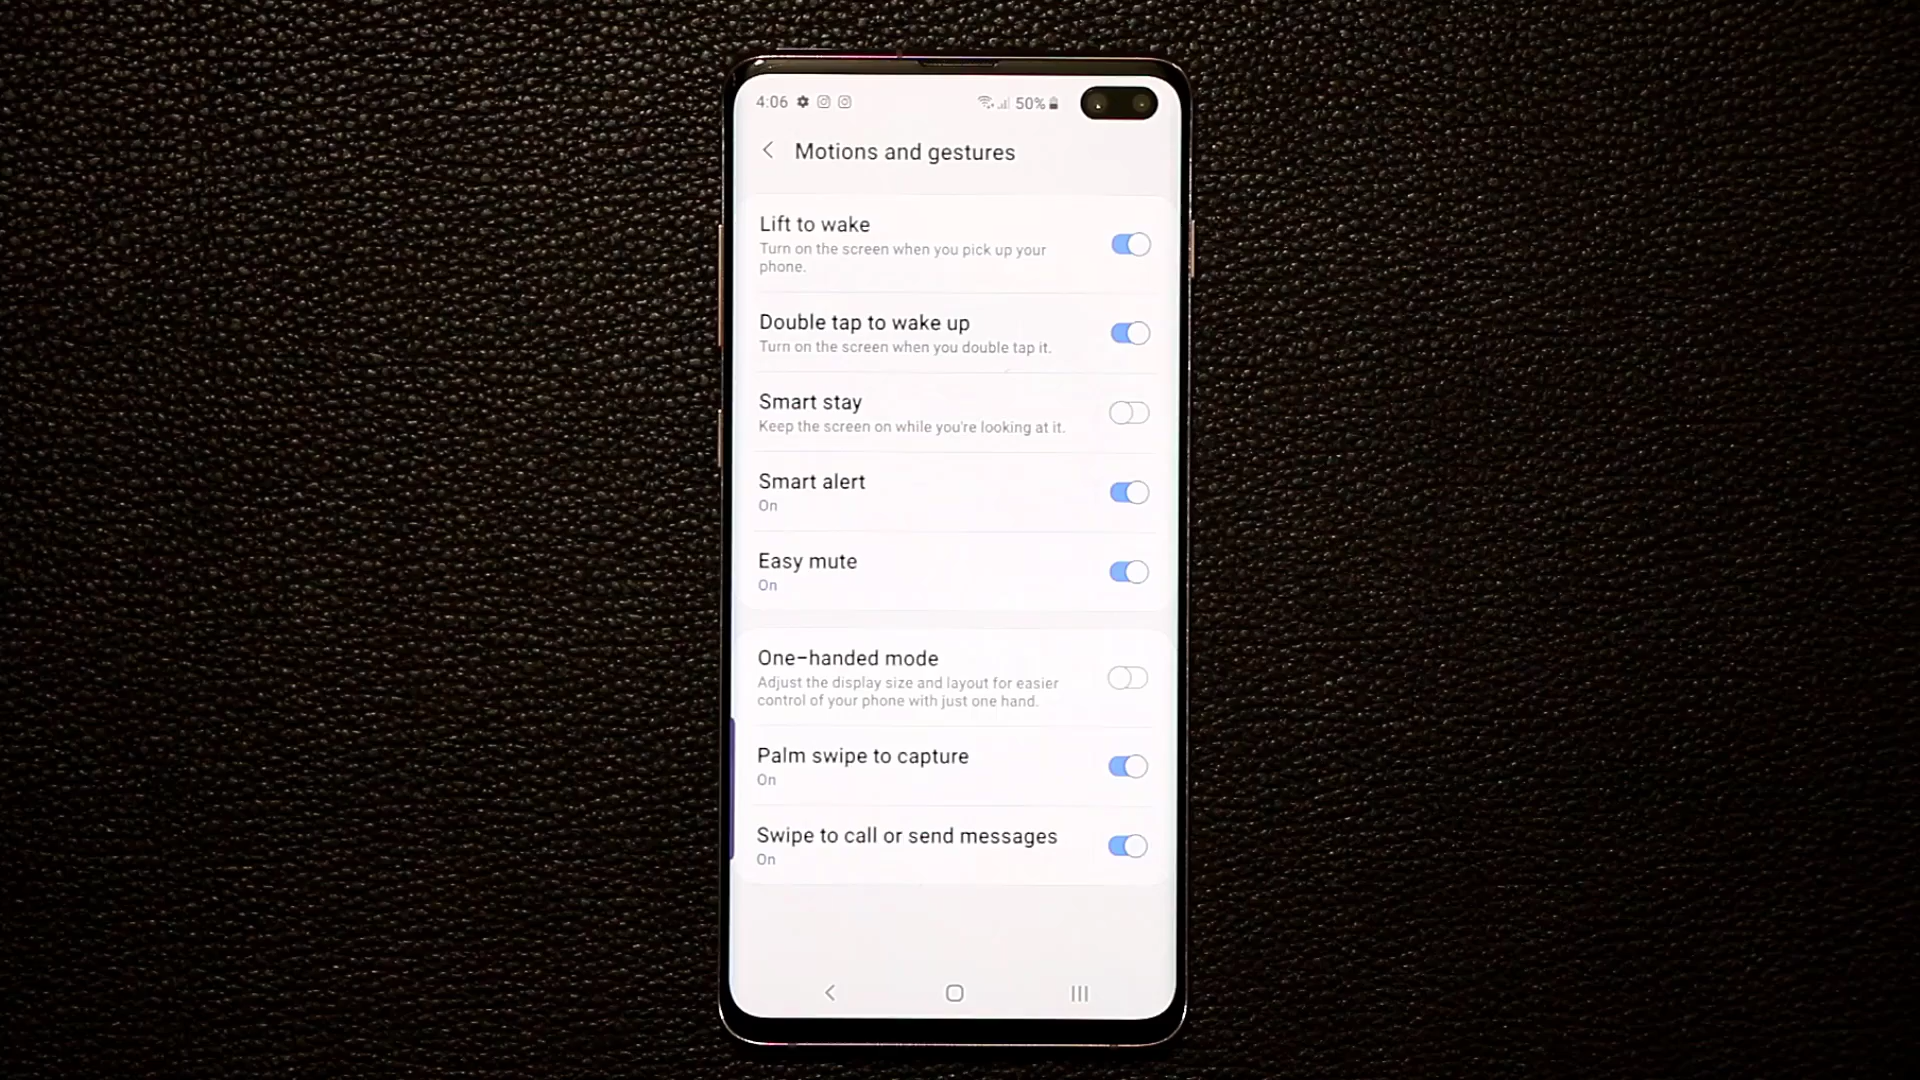 4:06 50%
Motions and gestures
Lift to wake
Turn on the screen when you pick up your
phone.
Double tap to wake up
Turn on the screen when you double tap it.
Smart stay
Keep the screen on while you're looking at it.
Smart alert
On
Easy mute
On
One-handed mode
Adjust the display size and layout for easier
control of your phone with just one hand.
Palm swipe to capture
On
Swipe to call or send messages
On